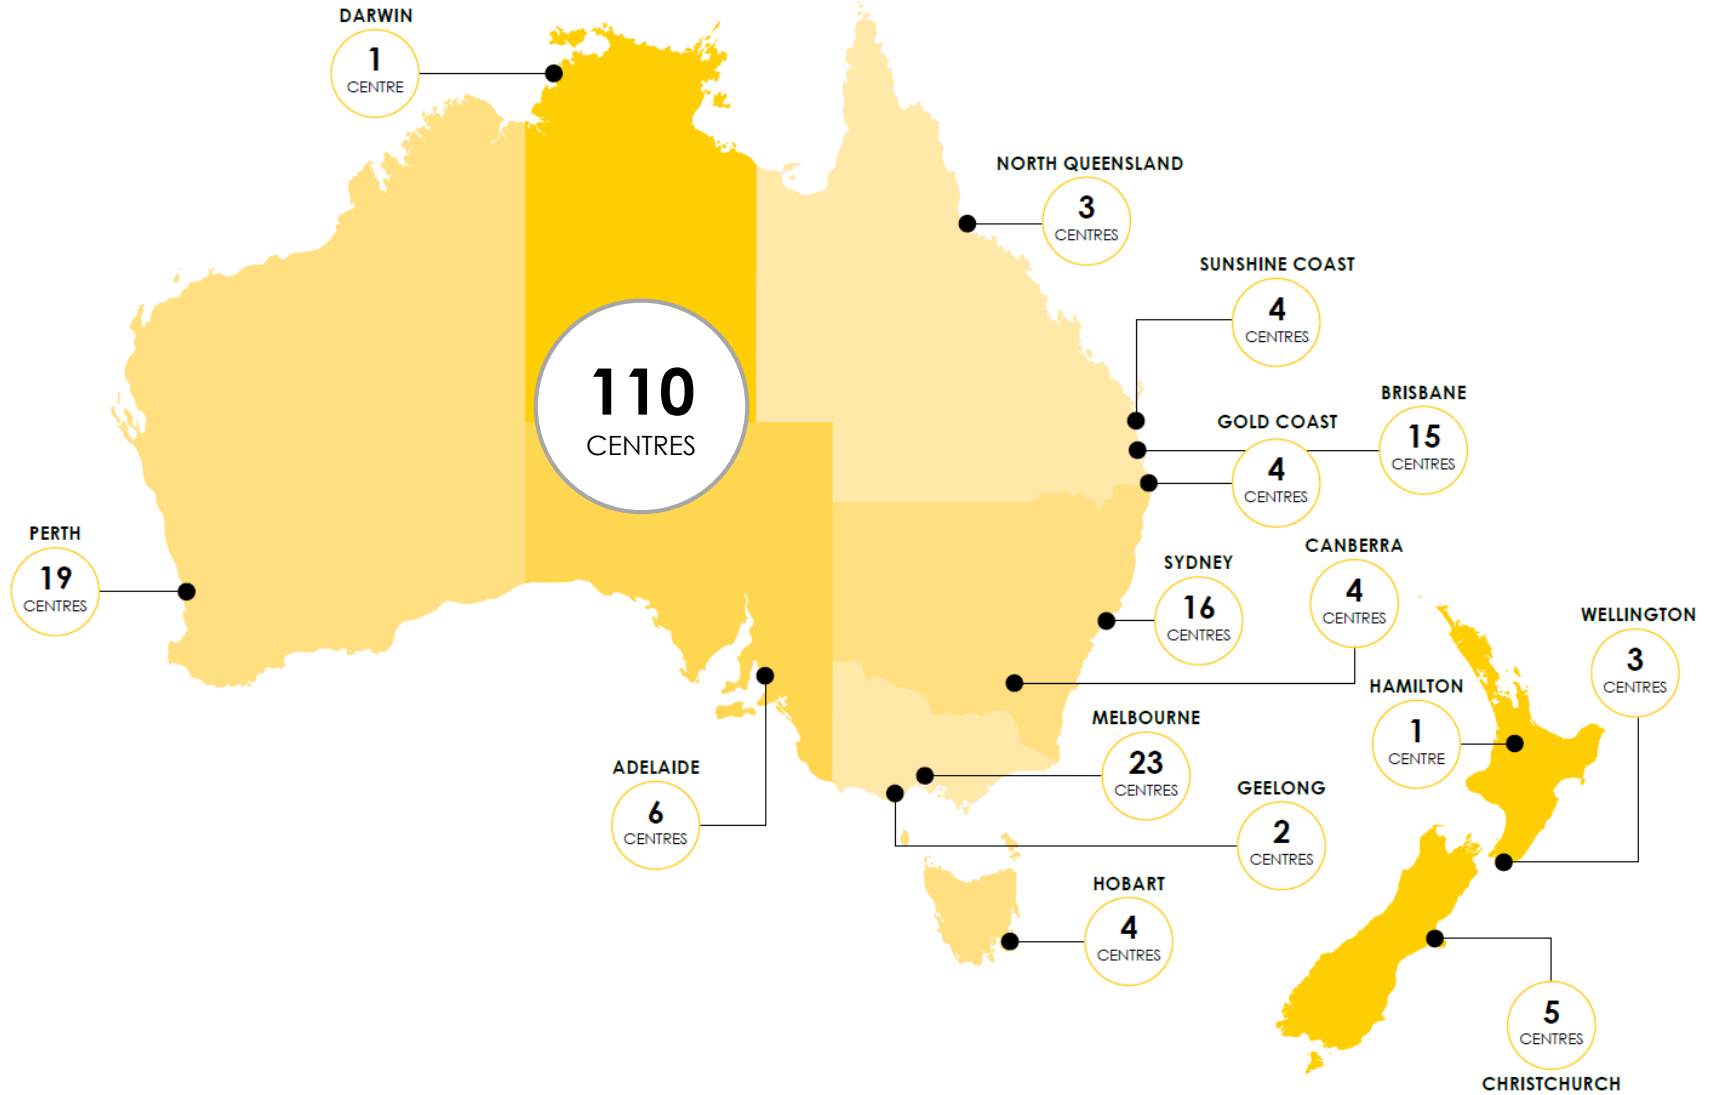 DARWIN
1
CENTRE
NORTH QUEENSLAND
3
CENTRES
SUNSHINE COAST
4
CENTRES
BRISBANE
15
CENTRES
GOLD COAST
4
CENTRES
110
CENTRES
PERTH
19
CENTRES
CANBERRA
4
CENTRES
SYDNEY
16
CENTRES
WELLINGTON
3
CENTRES
HAMILTON
1
CENTRE
MELBOURNE
23
CENTRES
ADELAIDE
6
CENTRES
GEELONG
2
CENTRES
HOBART
4
CENTRES
5
CENTRES
CHRISTCHURCH